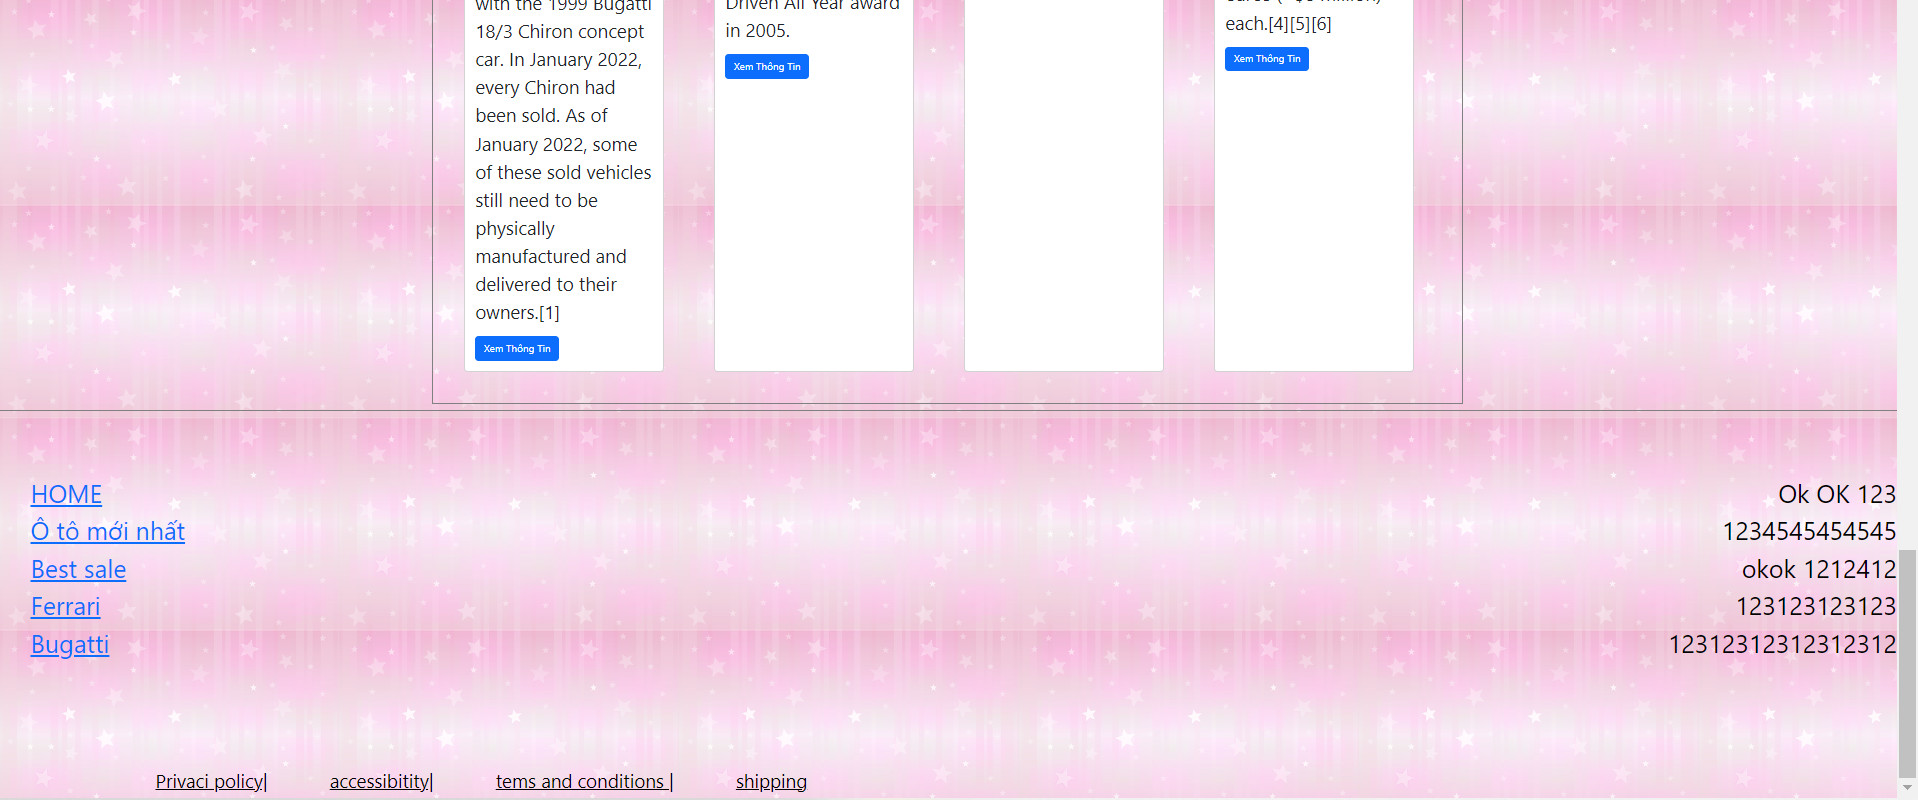 with the 1999 Bugatti
18/3 Chiron concept
car. In January 2022,
every Chiron had
been sold. As of
January 2022, some
of these sold vehicles
still need to be
physically
manufactured and
delivered to their
owners.[1]
Xem Thông Tin
Driven All Year award
in 2005.
Xem Thông Tin
each.[4][5][6]
Xem Thông Tin
HOME
Ô tô mới nhất
Best sale
Ferrari
Bugatti
Ok OK 123
1234545454545
okok 1212412
123123123123
12312312312312312
Privaci policy| accessibitity| tems and conditions | shipping